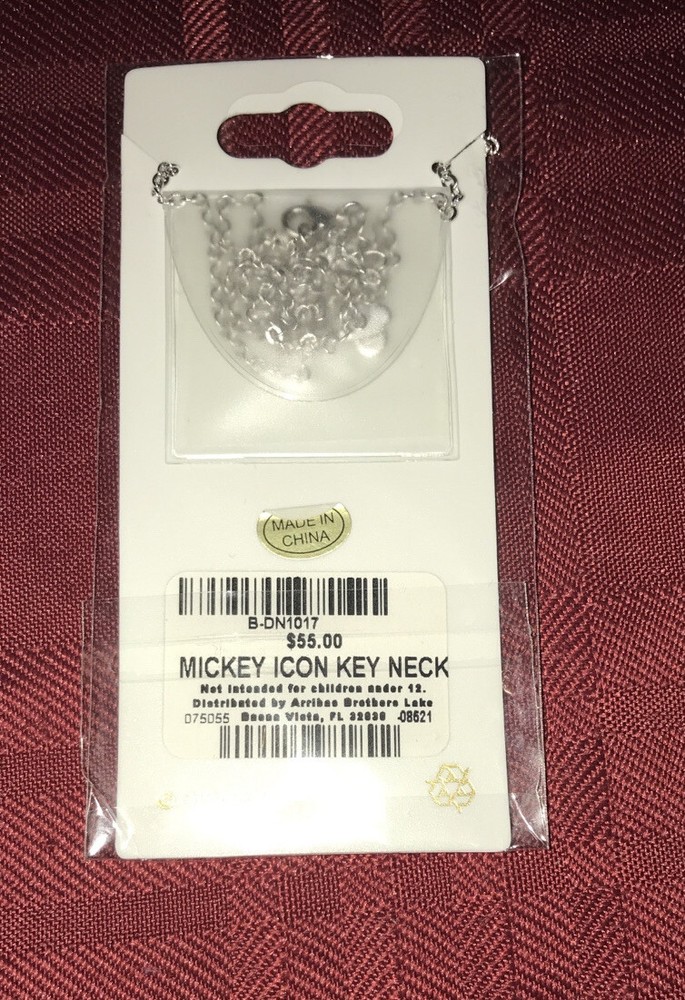 MADE IN
CHINA
B-DN1017
$55.00
MICKEY ICON KEY NECK
Not intended for children under 12.
Distributed by Arribas Brothers Lake
075055 Buena Vista, FL 32830 -08621